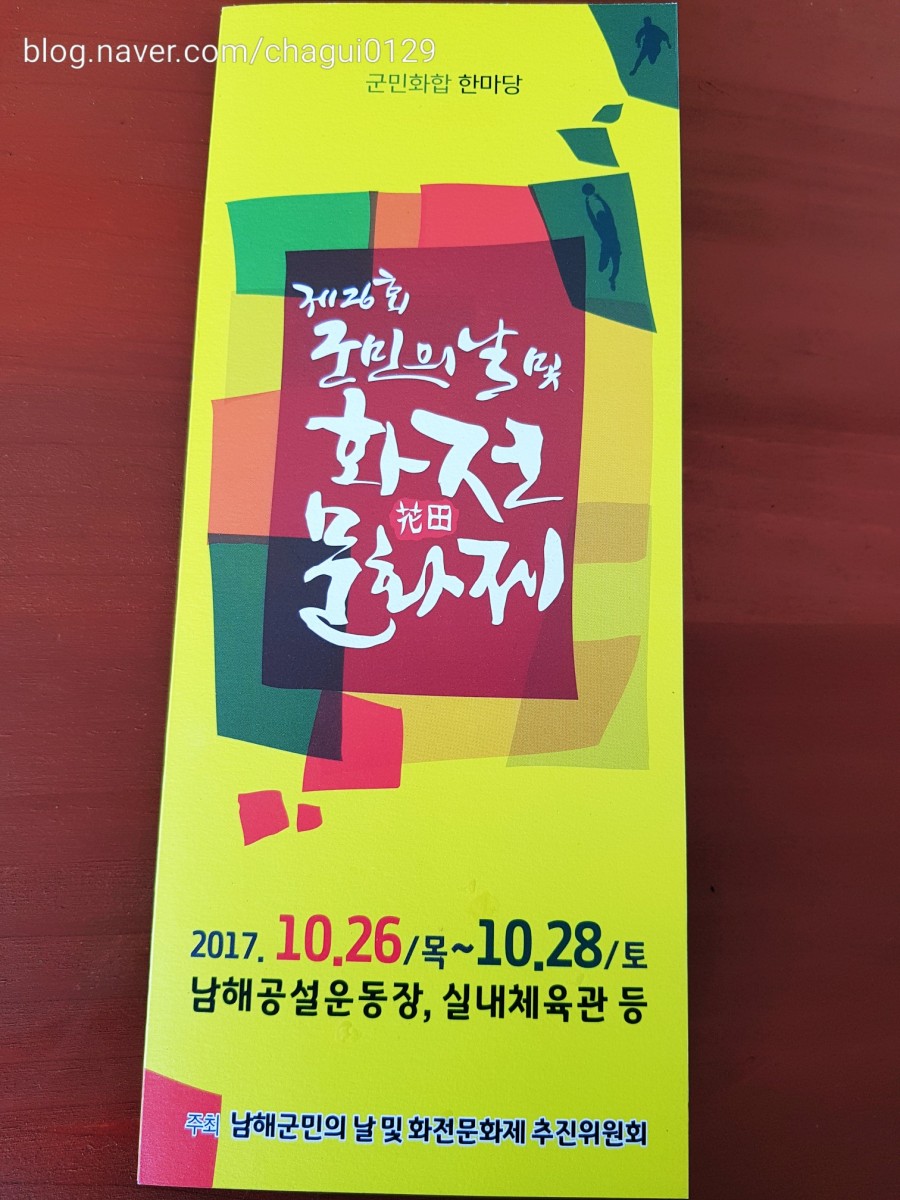 blog.naver.com/chagui0129
군민화합 한마당
제26회
군민의 날 및
화전
花田
문화제
2017. 10.26/목~10.28/토
남해공설운동장, 실내체육관 등
주최 남해군민의 날 및 화전문화제 추진위원회